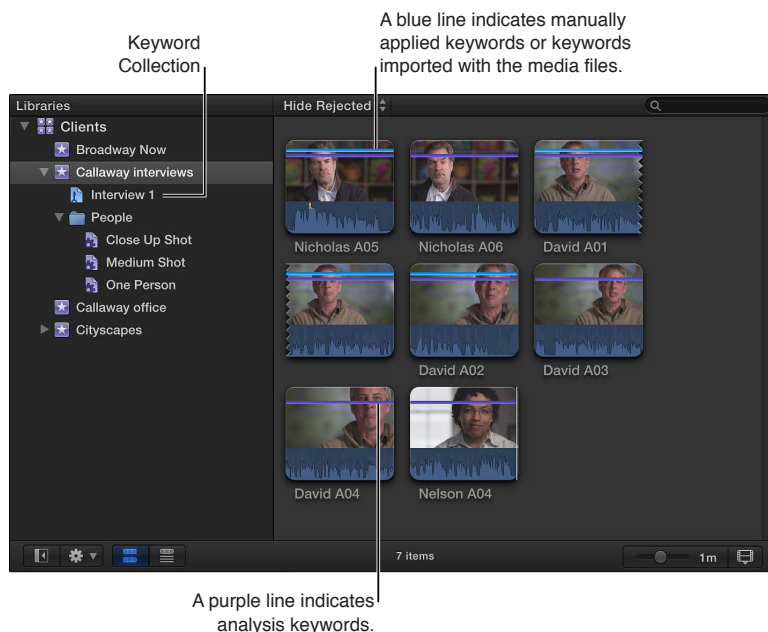 A blue line indicates manually
applied keywords or keywords
imported with the media files.
Keyword
Collection
Libraries
Hide Rejected
Clients
Broadway Now
Callaway interviews
Interview 1
People
Close Up Shot
Medium Shot
One Person
Callaway office
Cityscapes
Nicholas A05
Nicholas A06
David A01
David A02
David A03
David A04
Nelson A04
7 items
1m
A purple line indicates
analysis keywords.